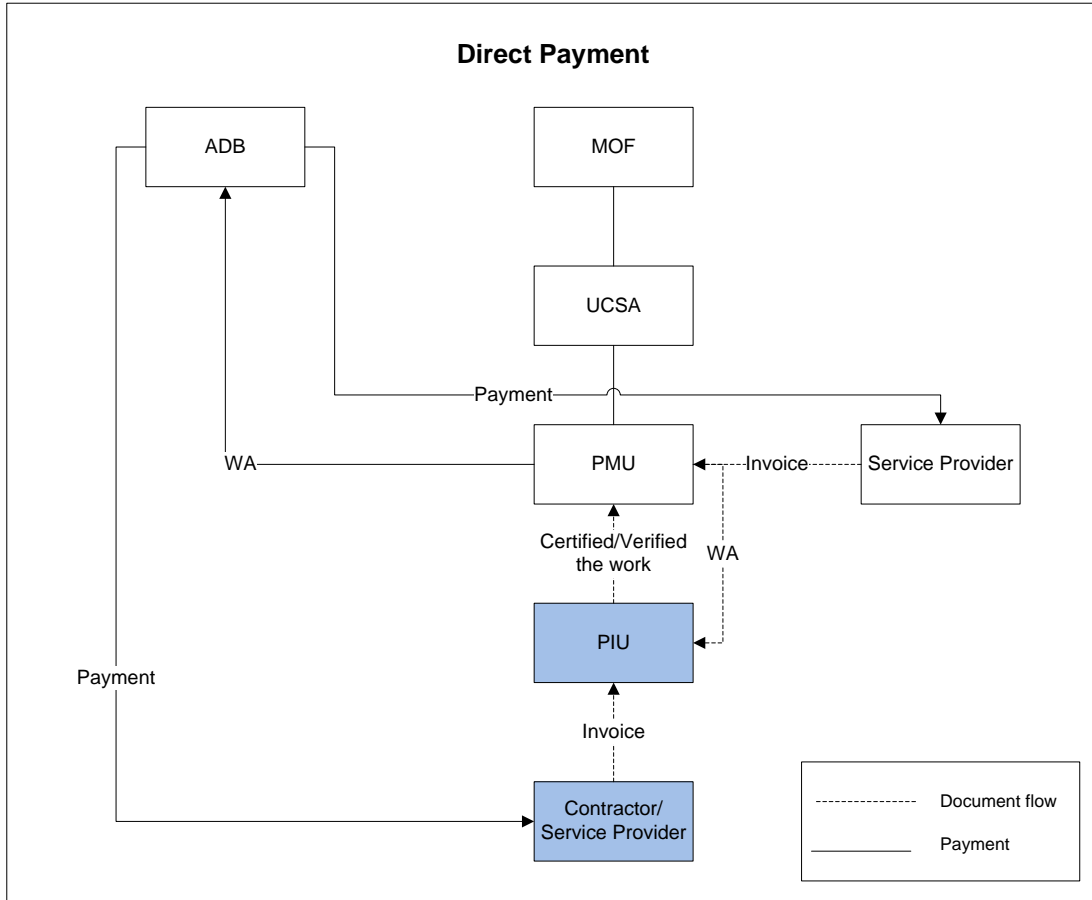 Direct Payment
ADB
MOF
UCSA
Payment
WA
PMU
Invoice
Service Provider
Certified/Verified
the work
WA
PIU
Payment
Invoice
Contractor/
Service Provider
Document flow
Payment